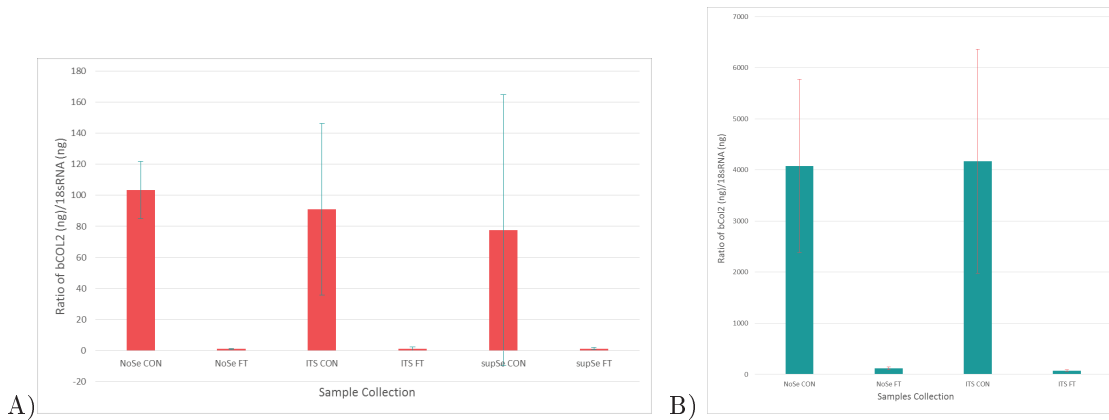 A)
Ratio of bCOL2 (ng)/18sRNA (ng)
180
160
140
120
100
80
60
40
20
0
-20
NoSe CON
NoSe FT
ITS CON
ITS FT
supSe CON
supSe FT
Sample Collection
B)
Ratio of bCol2 (ng)/18sRNA (ng)
7000
6000
5000
4000
3000
2000
1000
0
NoSe CON
NoSe FT
ITS CON
ITS FT
Samples Collection